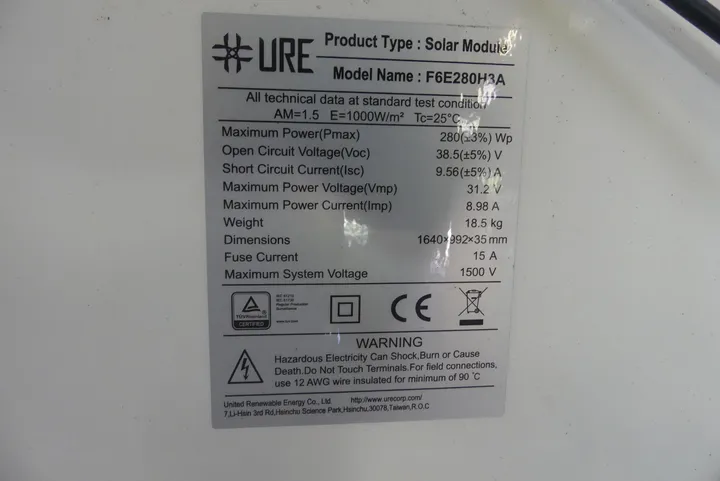 URE
Product Type : Solar Module
Model Name : F6E280H3A
All technical data at standard test condition
AM=1.5 E=1000W/m² Tc=25°C
Maximum Power(Pmax) 280(±3%) Wp
Open Circuit Voltage(Voc) 38.5(±5%) V
Short Circuit Current(Isc) 9.56(±5%) A
Maximum Power Voltage(Vmp) 31.2 V
Maximum Power Current(Imp) 8.98 A
Weight 18.5 kg
Dimensions 1640×992×35mm
Fuse Current 15 A
Maximum System Voltage 1500 V
TÜVRheinland
CERTIFIED
Regular Production
Surveillance
CE
WARNING
Hazardous Electricity Can Shock,Burn or Cause
Death.Do Not Touch Terminals.For field connections,
use 12 AWG wire insulated for minimum of 90 °C
United Renewable Energy Co., Ltd. http://www.urecorp.com/
7,Li-Hsin 3rd Rd,Hsinchu Science Park,Hsinchu,30078,Taiwan,R.O.C